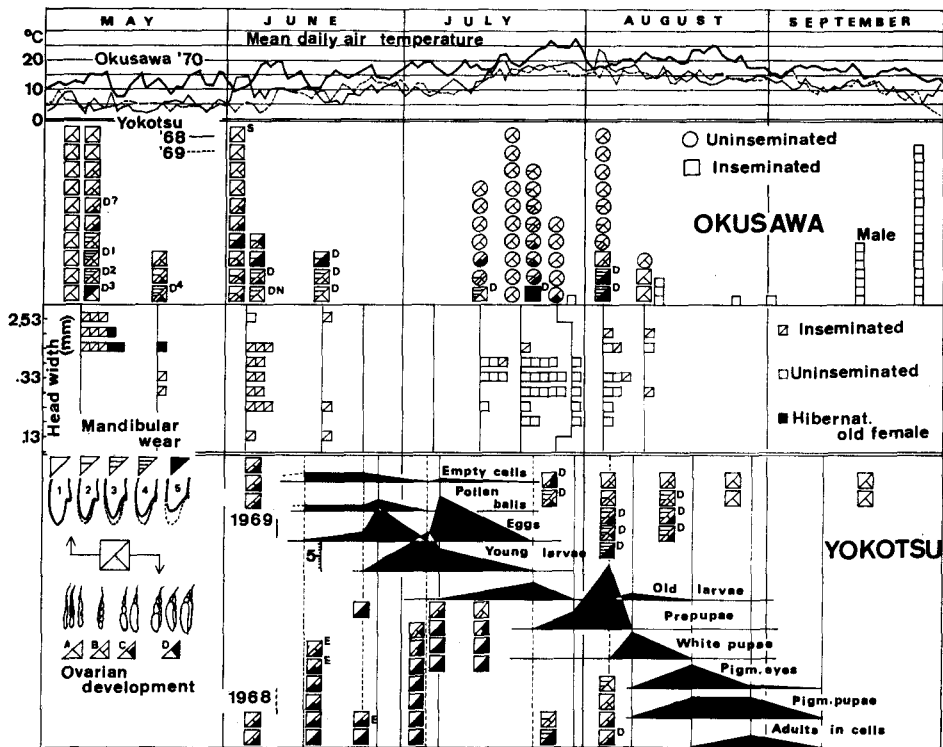 MAY JUNE JULY AUGUST SEPTEMBER
°C
Mean daily air temperature
Okusawa '70
20
10
0
Yokotsu
'68
'69
S
Uninseminated
Inseminated
OKUSAWA
D?
D1
D2
D3
D4
D
D
DN
D
D
D
D
D
D
Male
2,53
Head width (mm)
.33
13
Inseminated
Uninseminated
Hibernat. old female
Mandibular wear
1 2 3 4 5
Empty cells
Pollen balls
Eggs
Young larvae
Old larvae
Prepupae
White pupae
Pigm. eyes
Pigm. pupae
Adults in cells
1969
5
YOKOTSU
D
D
D
D
D
D
D
D
D
A B C D
Ovarian development
E
E
1968
E
D
D